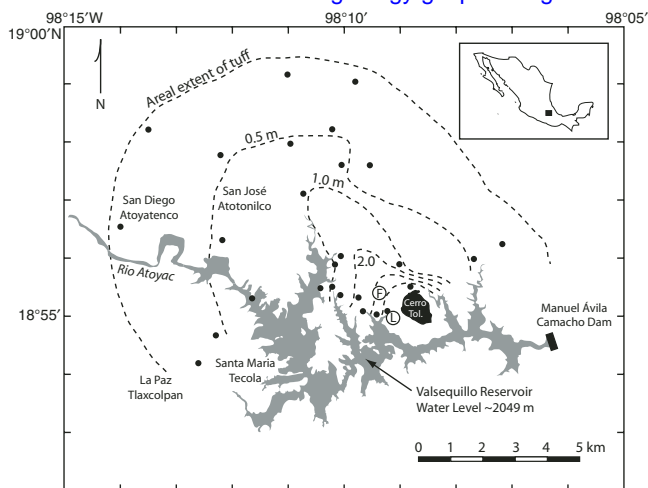 98°15'W
98°10'
98°05'
19°00'N
Areal extent of tuff
N
0.5 m
1.0 m
San Diego
Atoyatenco
San José
Atotonilco
2.0
Rio Atoyac
F
Cerro
Tol.
L
18°55'
Manuel Ávila
Camacho Dam
Santa Maria
Tecola
La Paz
Tlaxcolpan
Valsequillo Reservoir
Water Level ~2049 m
0 1 2 3 4 5 km